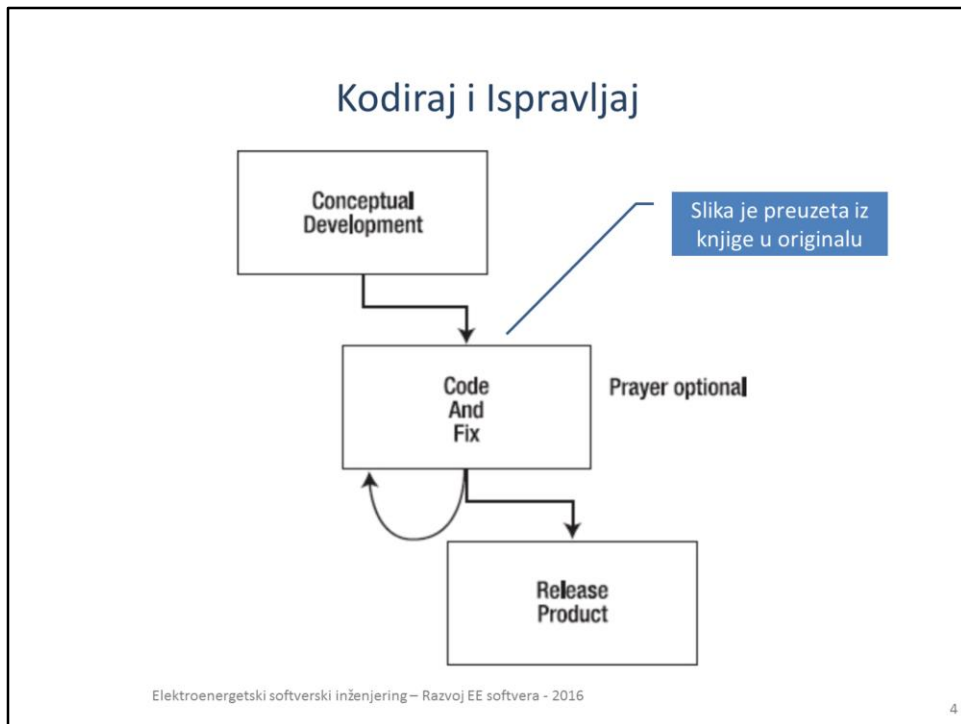 Kodiraj i Ispravljaj
Conceptual
Development
Slika je preuzeta iz
knjige u originalu
Code
And
Fix
Prayer optional
Release
Product
Elektroenergetski softverski inženjering – Razvoj EE softvera - 2016
4